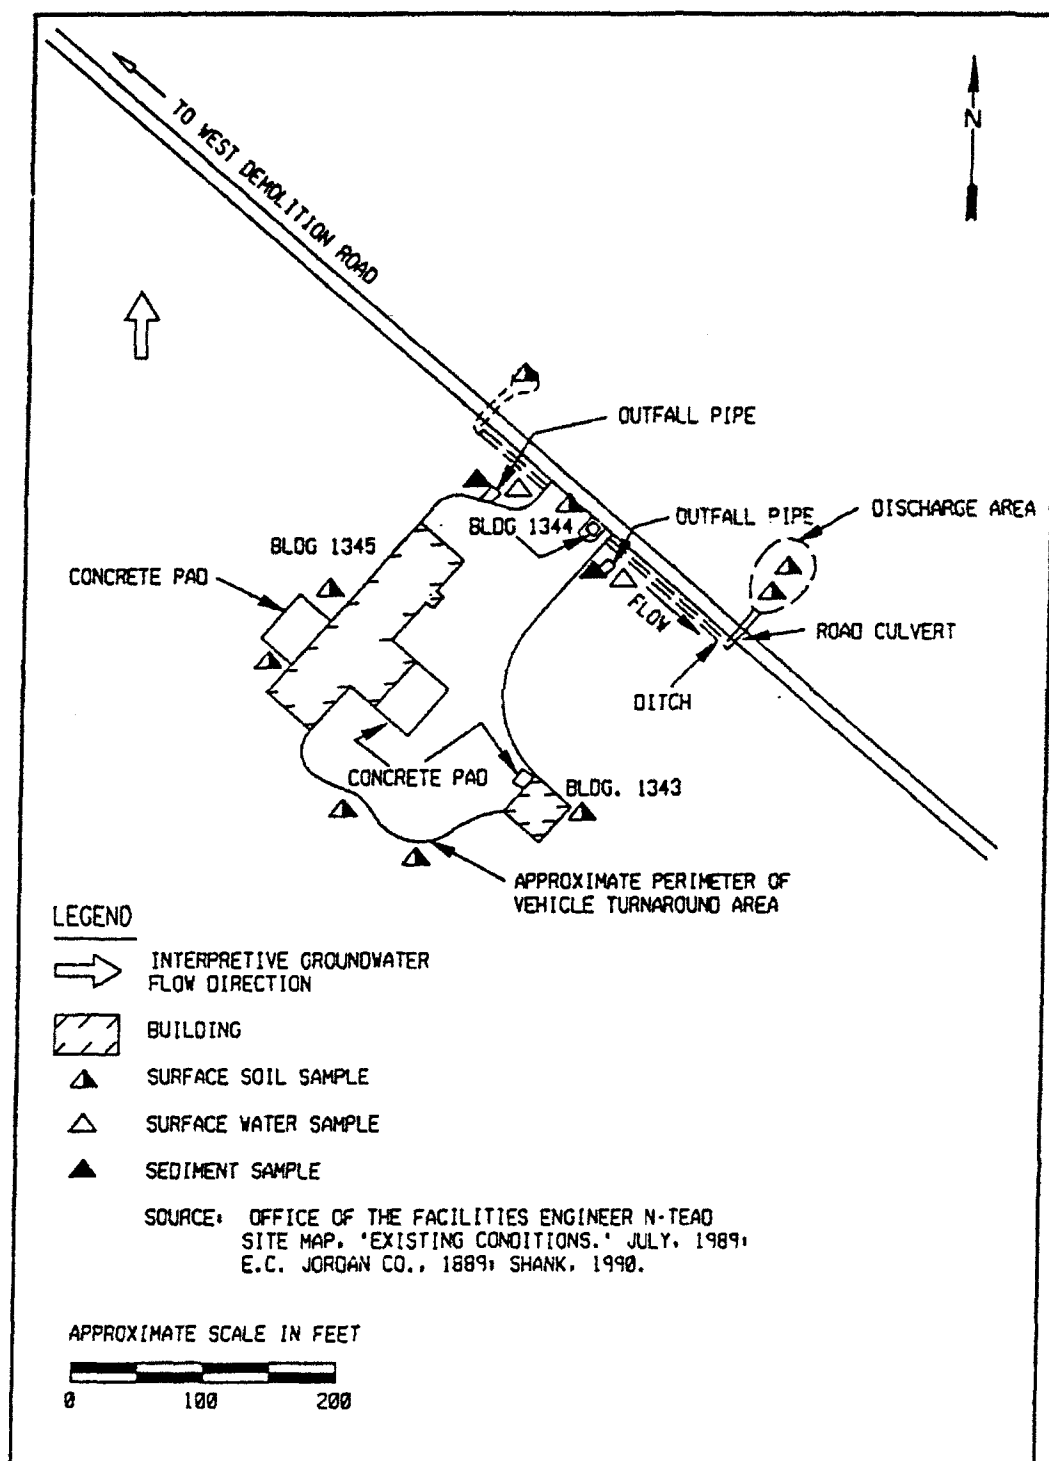 TO WEST DEMOLITION ROAD
N
OUTFALL PIPE
DISCHARGE AREA
OUTFALL PIPE
BLDG 1344
BLDG 1345
CONCRETE PAD
FLOW
ROAD CULVERT
DITCH
CONCRETE PAD
BLDG. 1343
APPROXIMATE PERIMETER OF
VEHICLE TURNAROUND AREA
LEGEND
INTERPRETIVE GROUNDWATER
FLOW DIRECTION
BUILDING
SURFACE SOIL SAMPLE
SURFACE WATER SAMPLE
SEDIMENT SAMPLE
SOURCE: OFFICE OF THE FACILITIES ENGINEER N-TEAD
SITE MAP, 'EXISTING CONDITIONS.' JULY, 1989;
E.C. JORDAN CO., 1889; SHANK, 1990.
APPROXIMATE SCALE IN FEET
0 100 200